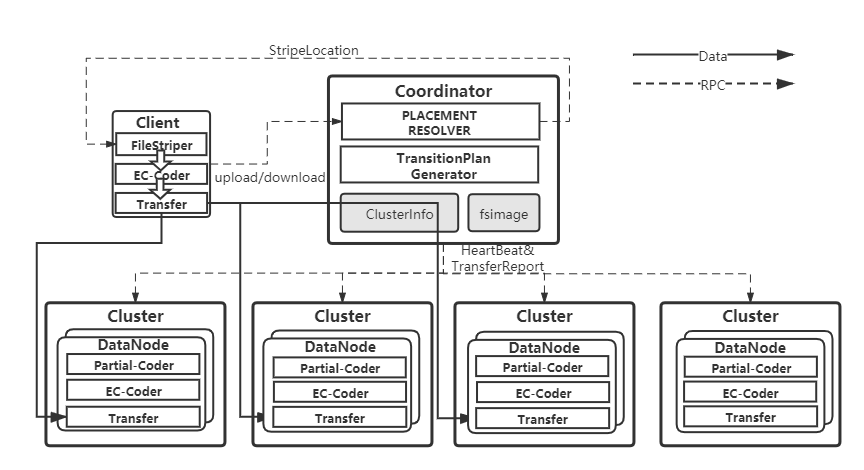 StripeLocation
Data
RPC
Coordinator
PLACEMENT
RESOLVER
TransitionPlan
Generator
ClusterInfo
fsimage
Client
FileStriper
EC-Coder
Transfer
upload/download
HeartBeat&
TransferReport
Cluster
DataNode
Partial-Coder
EC-Coder
Transfer
Cluster
DataNode
Partial-Coder
EC-Coder
Transfer
Cluster
DataNode
Partial-Coder
EC-Coder
Transfer
Cluster
DataNode
Partial-Coder
EC-Coder
Transfer